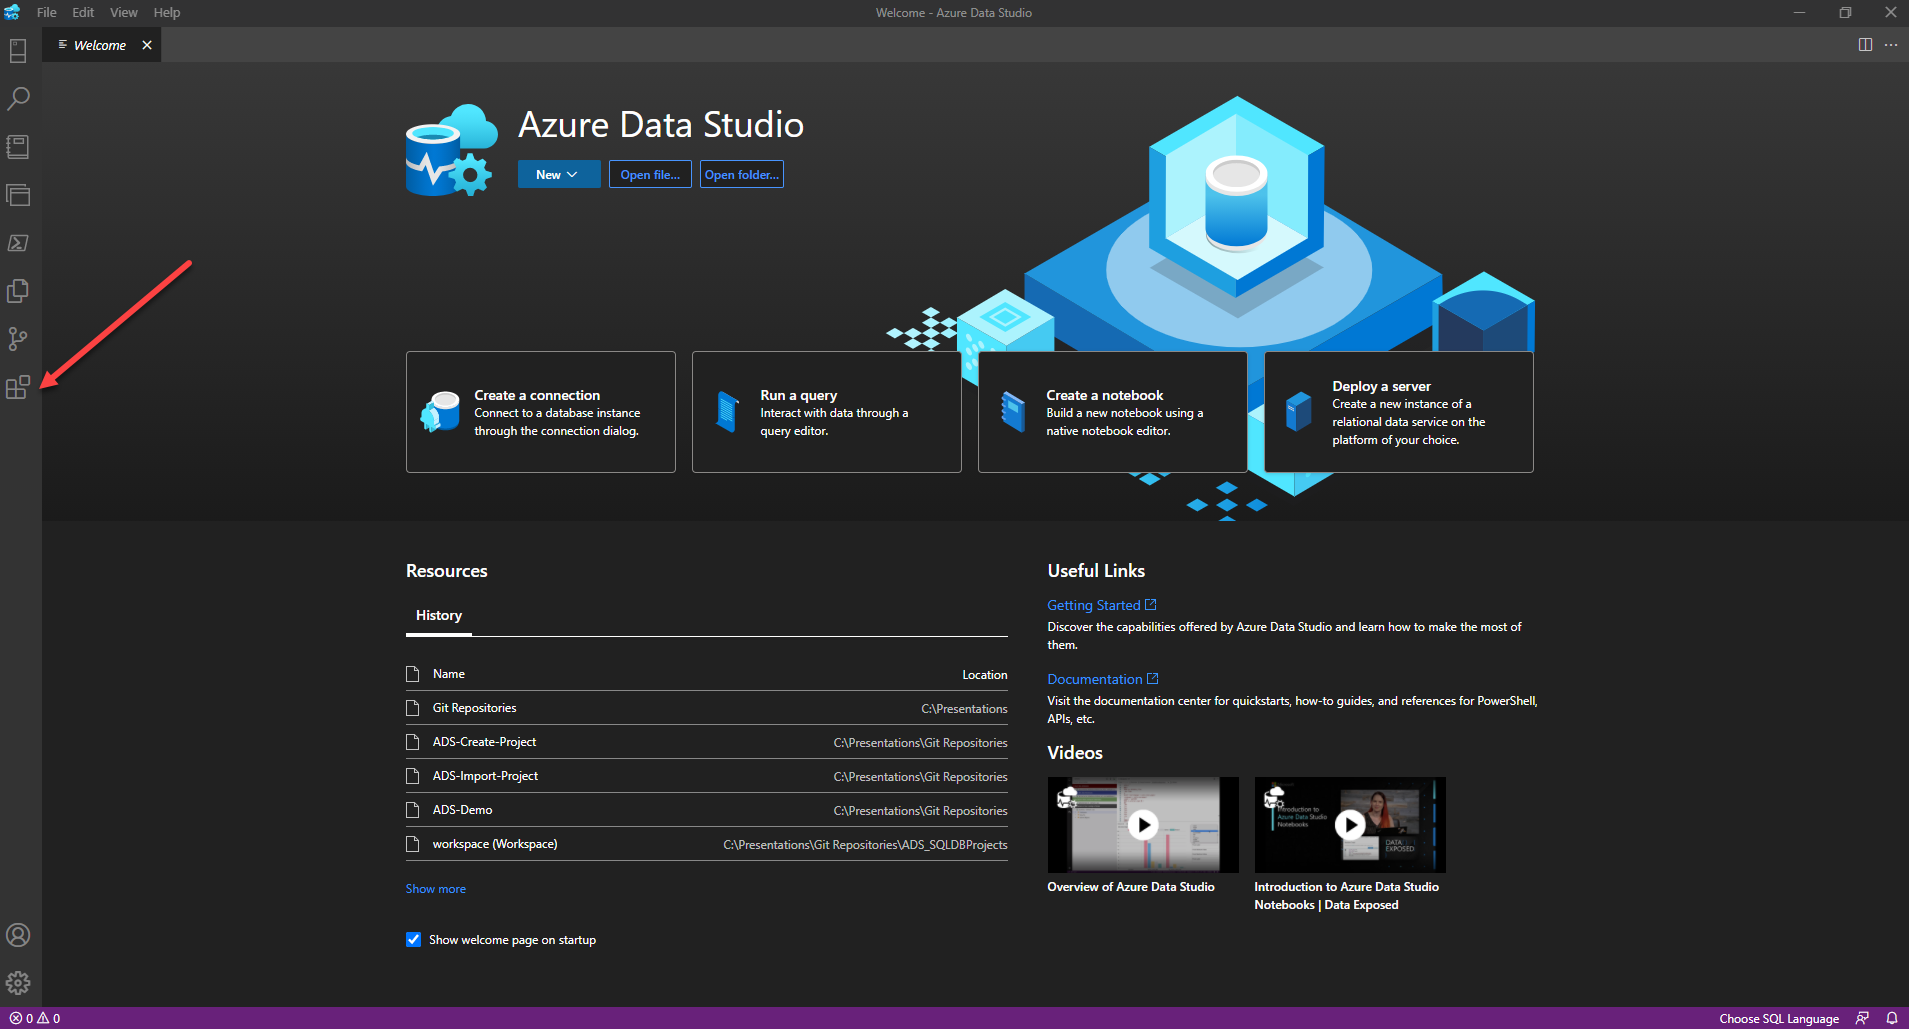 File Edit View Help
Welcome - Azure Data Studio
Welcome
Azure Data Studio
New
Open file...
Open folder...
Create a connection
Connect to a database instance
through the connection dialog.
Run a query
Interact with data through a
query editor.
Create a notebook
Build a new notebook using a
native notebook editor.
Deploy a server
Create a new instance of a
relational data service on the
platform of your choice.
Resources
History
Name Location
Git Repositories C:\Presentations
ADS-Create-Project C:\Presentations\Git Repositories
ADS-Import-Project C:\Presentations\Git Repositories
ADS-Demo C:\Presentations\Git Repositories
workspace (Workspace) C:\Presentations\Git Repositories\ADS_SQLDBProjects
Show more
Show welcome page on startup
Useful Links
Getting Started
Discover the capabilities offered by Azure Data Studio and learn how to make the most of
them.
Documentation
Visit the documentation center for quickstarts, how-to guides, and references for PowerShell,
APIs, etc.
Videos
Introduction to
Azure Data Studio
Notebooks
DATA
EXPOSED
Overview of Azure Data Studio
Introduction to Azure Data Studio
Notebooks | Data Exposed
0 0
Choose SQL Language